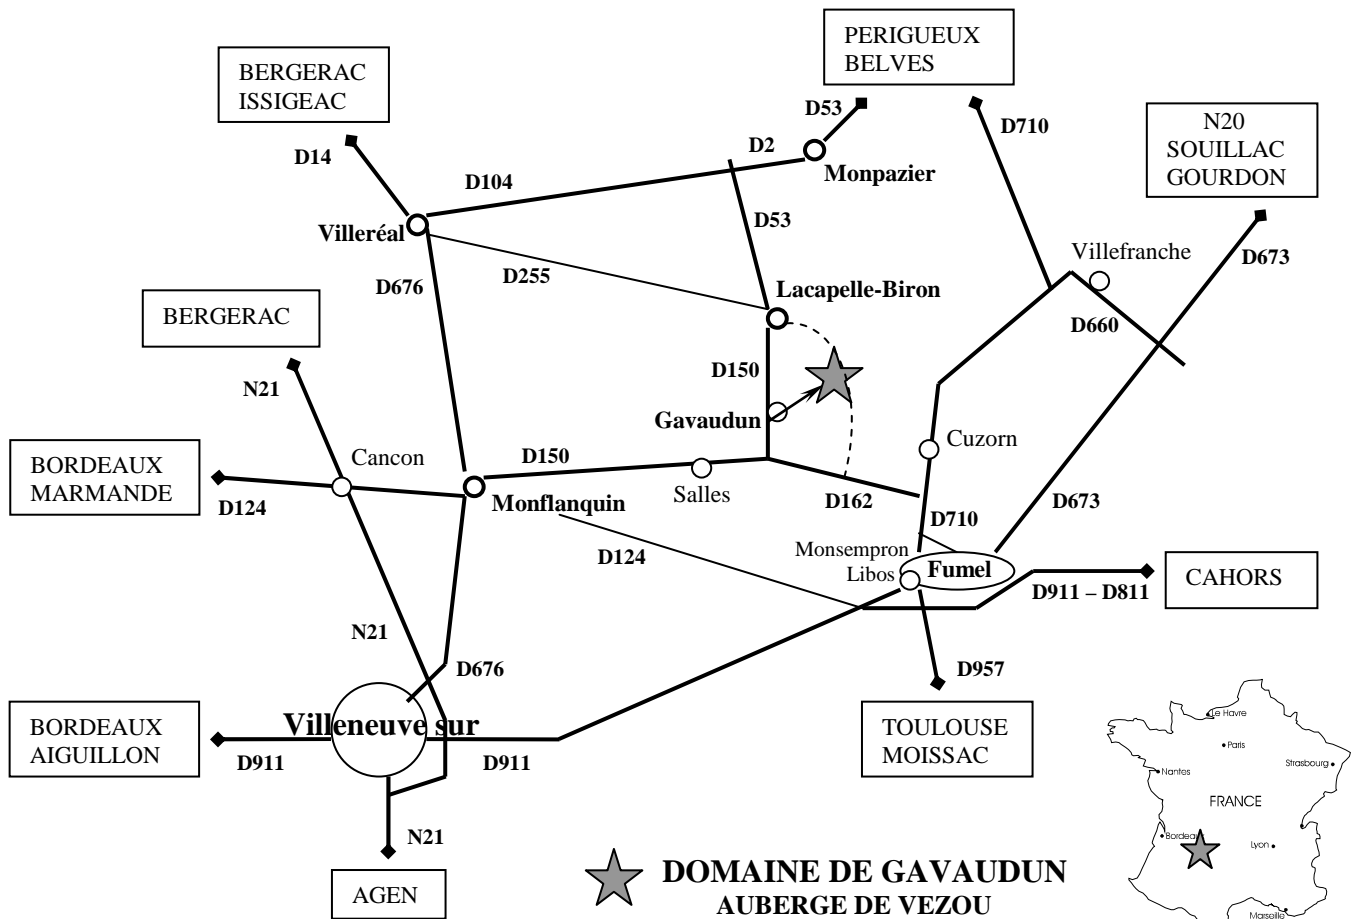 PERIGUEUX
BELVES
BERGERAC
ISSIGEAC
D53
D710
N20
SOUILLAC
GOURDON
D14
D2
Monpazier
D104
Villeréal
D53
Villefranche
D673
D676
D255
Lacapelle-Biron
BERGERAC
D660
N21
D150
Gavaudun
Cuzorn
BORDEAUX
MARMANDE
Cancon
D150
D124
Monflanquin
Salles
D162
D673
D710
D124
Monsempron
Libos
Fumel
D911 – D811
CAHORS
N21
D676
D957
Villeneuve sur
BORDEAUX
AIGUILLON
D911
D911
TOULOUSE
MOISSAC
Le Havre
Paris
Strasbourg
Nantes
FRANCE
Bordeaux
Lyon
Marseille
N21
AGEN
DOMAINE DE GAVAUDUN
AUBERGE DE VEZOU